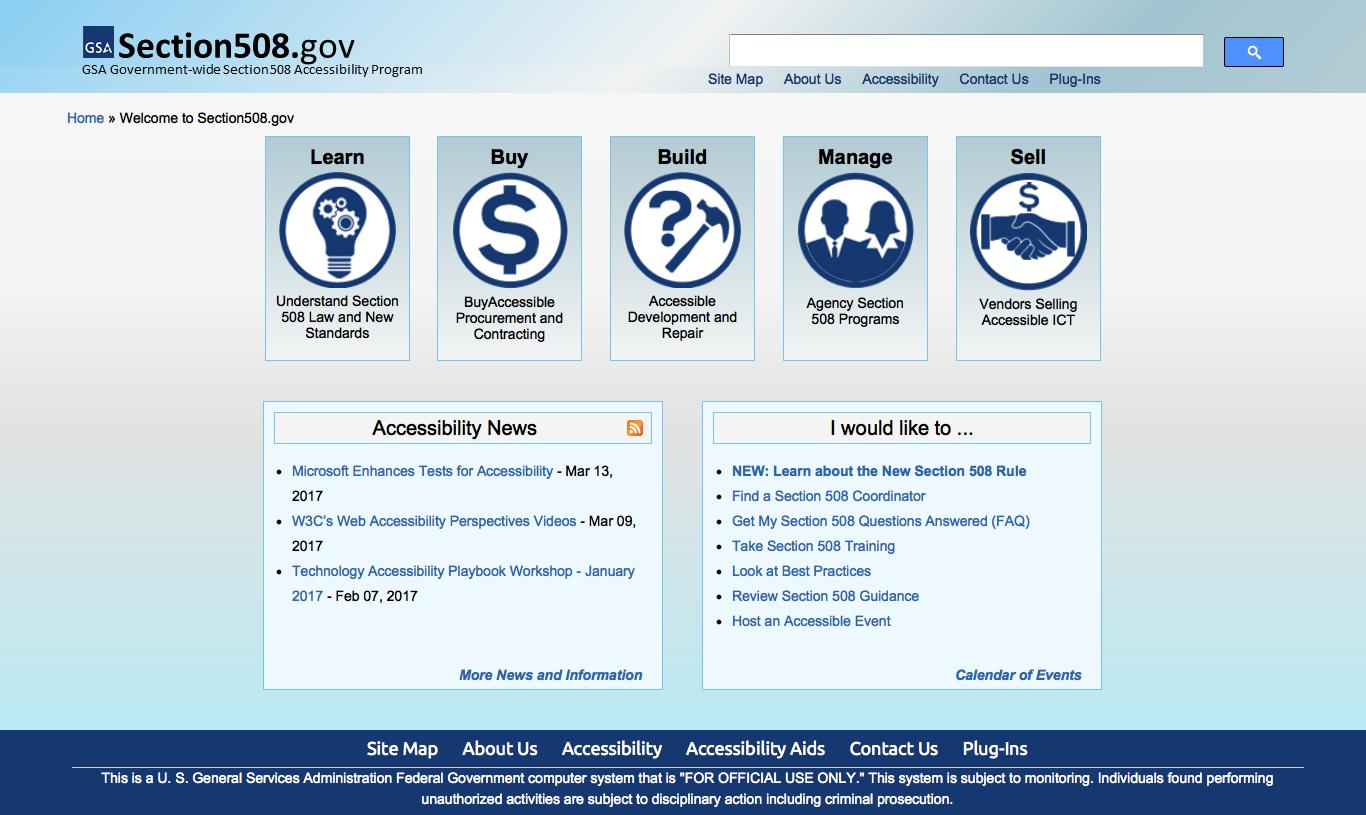 GSA Section508.gov
GSA Government-wide Section508 Accessibility Program
Site Map About Us Accessibility Contact Us Plug-Ins
Home » Welcome to Section508.gov
Learn
Understand Section
508 Law and New
Standards
Buy
$
BuyAccessible
Procurement and
Contracting
Build
?
Accessible
Development and
Repair
Manage
Agency Section
508 Programs
Sell
$
Vendors Selling
Accessible ICT
Accessibility News
• Microsoft Enhances Tests for Accessibility - Mar 13,
2017
• W3C's Web Accessibility Perspectives Videos - Mar 09,
2017
• Technology Accessibility Playbook Workshop - January
2017 - Feb 07, 2017
More News and Information
I would like to ...
• NEW: Learn about the New Section 508 Rule
• Find a Section 508 Coordinator
• Get My Section 508 Questions Answered (FAQ)
• Take Section 508 Training
• Look at Best Practices
• Review Section 508 Guidance
• Host an Accessible Event
Calendar of Events
Site Map About Us Accessibility Accessibility Aids Contact Us Plug-Ins
This is a U. S. General Services Administration Federal Government computer system that is "FOR OFFICIAL USE ONLY." This system is subject to monitoring. Individuals found performing
unauthorized activities are subject to disciplinary action including criminal prosecution.